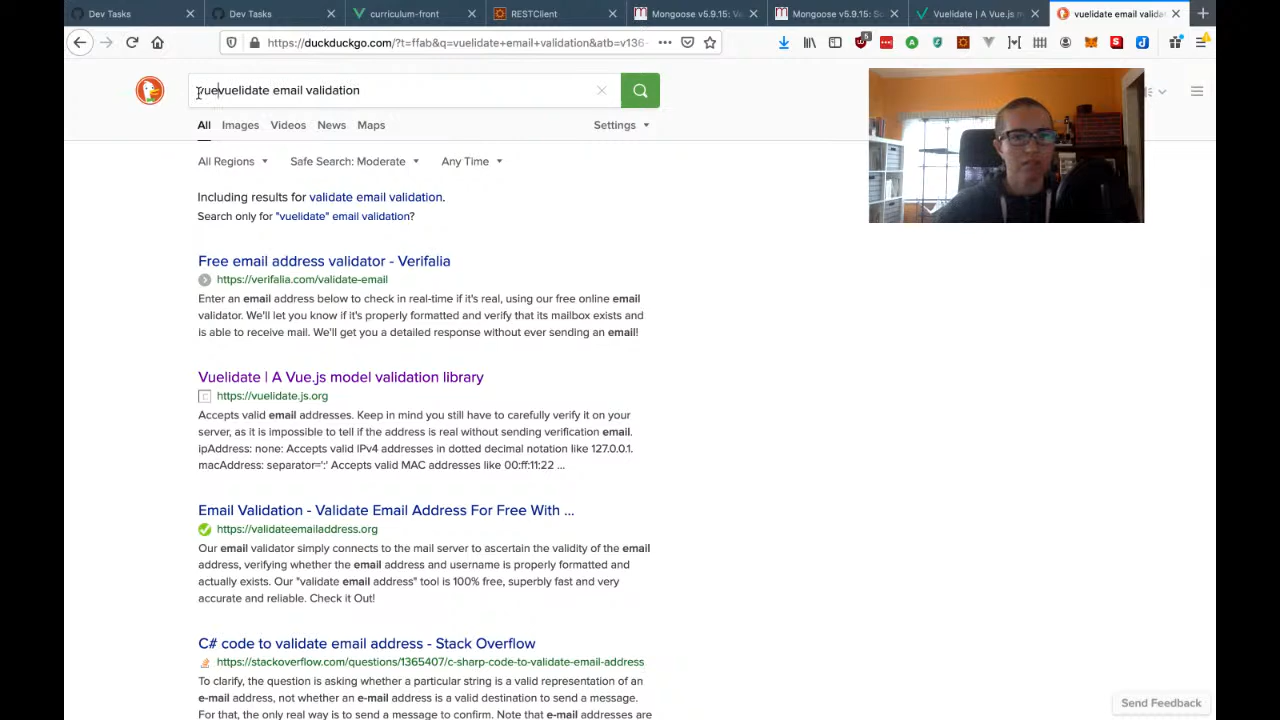 Dev Tasks
Dev Tasks
curriculum-front
RESTClient
Mongoose v5.9.15: Ve
Mongoose v5.9.15: Sc
Vuelidate | A Vue.js m
vuelidate email valida
https://duckduckgo.com/?t=ffab&q=vuelidate+email+validation&atb=v136-
5
vuevuelidate email validation
All Images Videos News Maps Settings
All Regions Safe Search: Moderate Any Time
Including results for validate email validation.
Search only for "vuelidate" email validation?
Free email address validator - Verifalia
https://verifalia.com/validate-email
Enter an email address below to check in real-time if it's real, using our free online email
validator. We'll let you know if it's properly formatted and verify that its mailbox exists and
is able to receive mail. We'll get you a detailed response without ever sending an email!
Vuelidate | A Vue.js model validation library
https://vuelidate.js.org
Accepts valid email addresses. Keep in mind you still have to carefully verify it on your
server, as it is impossible to tell if the address is real without sending verification email.
ipAddress: none: Accepts valid IPv4 addresses in dotted decimal notation like 127.0.0.1.
macAddress: separator=':' Accepts valid MAC addresses like 00:ff:11:22 ...
Email Validation - Validate Email Address For Free With ...
https://validateemailaddress.org
Our email validator simply connects to the mail server to ascertain the validity of the email
address, verifying whether the email address and username is properly formatted and
actually exists. Our "validate email address" tool is 100% free, superbly fast and very
accurate and reliable. Check it Out!
C# code to validate email address - Stack Overflow
https://stackoverflow.com/questions/1365407/c-sharp-code-to-validate-email-address
To clarify, the question is asking whether a particular string is a valid representation of an
e-mail address, not whether an e-mail address is a valid destination to send a message.
For that, the only real way is to send a message to confirm. Note that e-mail addresses are
Send Feedback